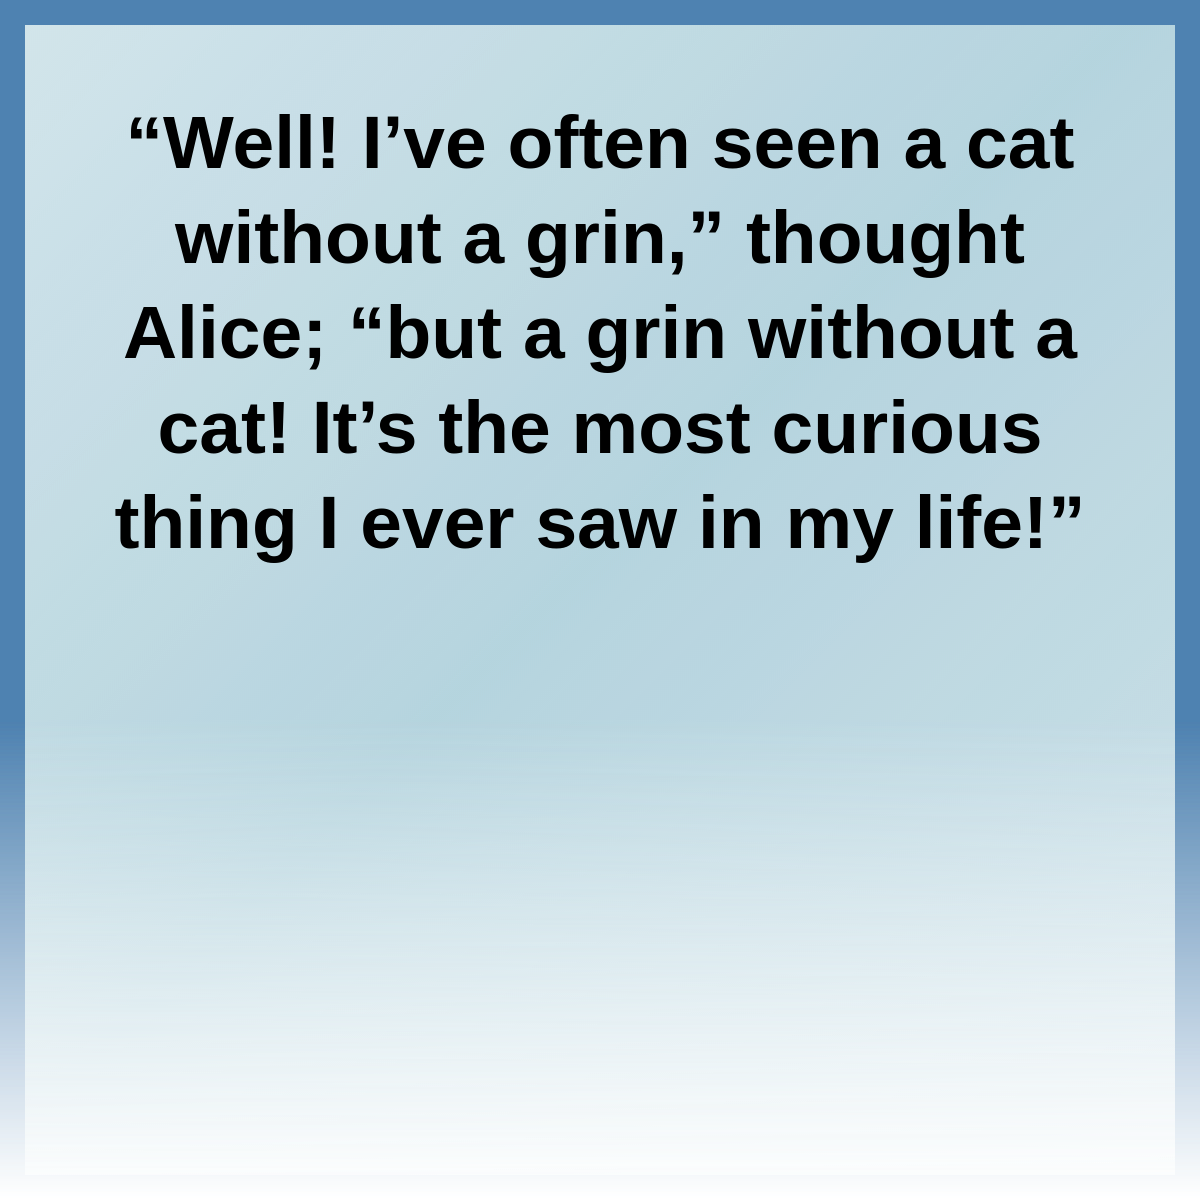 “Well! I’ve often seen a cat
without a grin,” thought
Alice; “but a grin without a
cat! It’s the most curious
thing I ever saw in my life!”